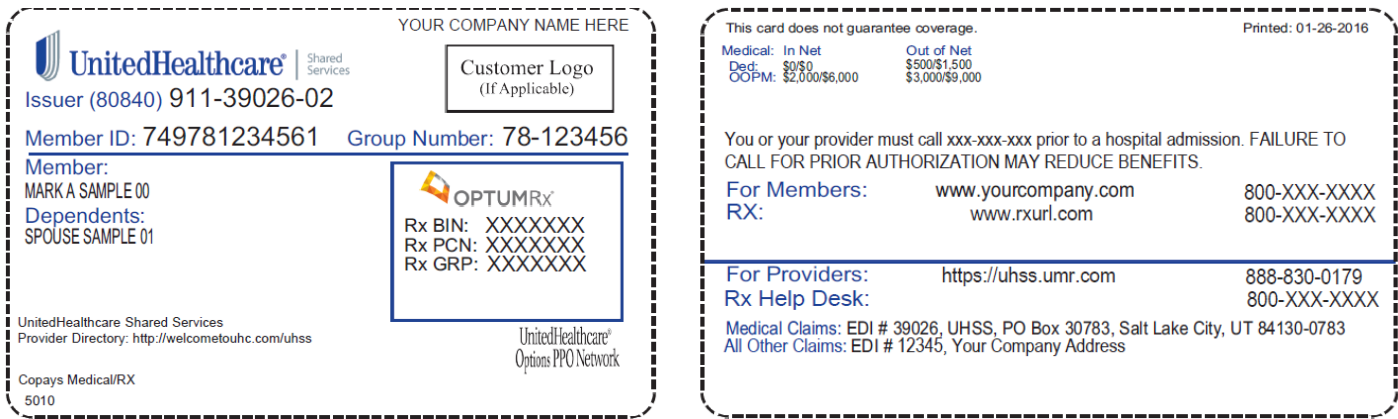 YOUR COMPANY NAME HERE
UnitedHealthcare® | Shared Services
Customer Logo
(If Applicable)
Issuer (80840) 911-39026-02
Member ID: 749781234561 Group Number: 78-123456
Member:
MARK A SAMPLE 00
Dependents:
SPOUSE SAMPLE 01
OPTUMRx®
Rx BIN: XXXXXXX
Rx PCN: XXXXXXX
Rx GRP: XXXXXXX
UnitedHealthcare Shared Services
Provider Directory: http://welcometouhc.com/uhss
UnitedHealthcare®
Options PPO Network
Copays Medical/RX
5010
This card does not guarantee coverage. Printed: 01-26-2016
Medical: In Net Out of Net
Ded: $0/$0 $500/$1,500
OOPM: $2,000/$6,000 $3,000/$9,000
You or your provider must call xxx-xxx-xxx prior to a hospital admission. FAILURE TO
CALL FOR PRIOR AUTHORIZATION MAY REDUCE BENEFITS.
For Members: www.yourcompany.com 800-XXX-XXXX
RX: www.rxurl.com 800-XXX-XXXX
For Providers: https://uhss.umr.com 888-830-0179
Rx Help Desk: 800-XXX-XXXX
Medical Claims: EDI # 39026, UHSS, PO Box 30783, Salt Lake City, UT 84130-0783
All Other Claims: EDI # 12345, Your Company Address